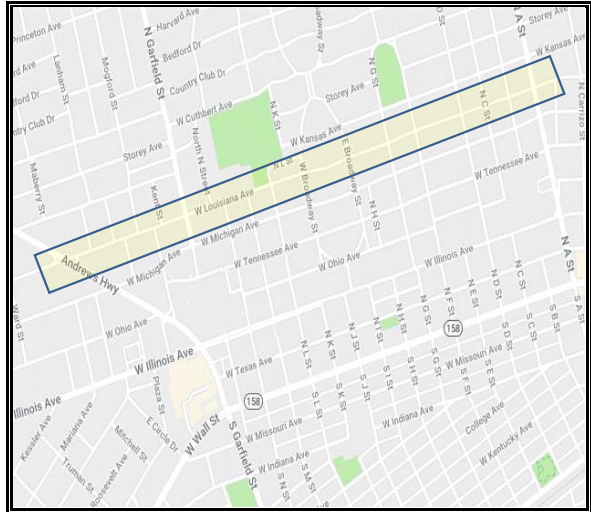 Princeton Ave
Harvard Ave
Bedford Dr
Country Club Dr
N Garfield St
Lanham St
Mogford St
W Cuthbert Ave
Storey Ave
North N Street
N K St
N G St
Storey Ave
N A St
Storey Ave
W Kansas Ave
N Carrizo St
W Kansas Ave
N C St
E Broadway St
N L St
W Broadway St
W Louisiana Ave
Kent St
Maberry St
W Michigan Ave
N H St
W Tennessee Ave
W Tennessee Ave
W Michigan Ave
Andrews Hwy
W Ohio Ave
W Illinois Ave
N A St
Ward St
W Ohio Ave
N C St
N D St
N E St
N F St
N G St
N H St
N I St
N J St
N K St
N L St
158
S A St
S B St
S C St
S D St
W Illinois Ave
Plaza St
W Texas Ave
W Missouri Ave
S E St
S F St
S G St
S H St
S J St
S K St
S L St
158
Illinois Ave
Kessler Ave
Mariana Ave
Mitchell St
E Circle Dr
W Wall St
S Garfield St
W Missouri Ave
W Indiana Ave
College Ave
W Kentucky Ave
W Indiana Ave
S M St
S N St
Truman St
Roosevelt Ave